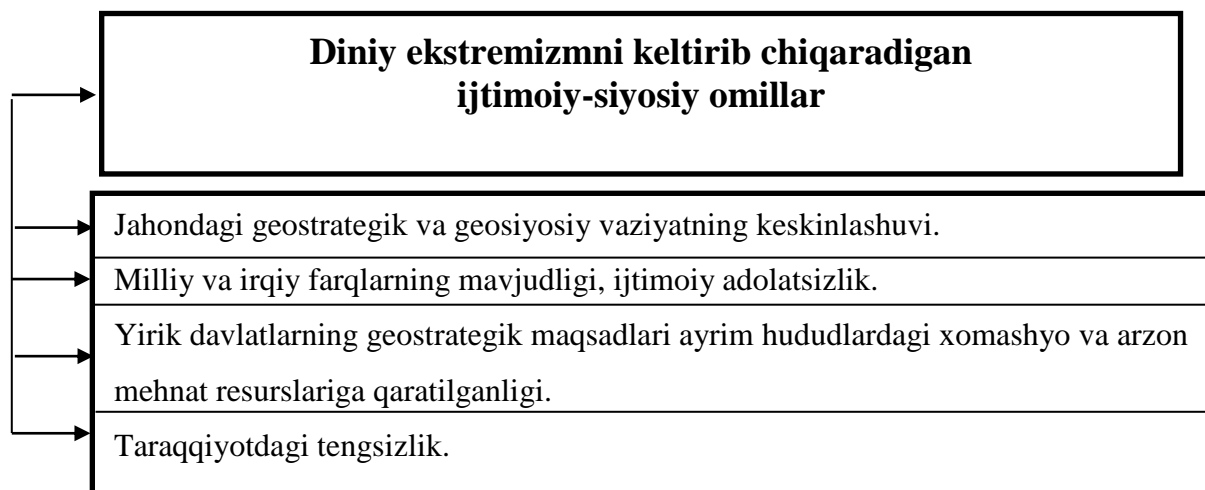 Diniy ekstremizmni keltirib chiqaradigan
ijtimoiy-siyosiy omillar
Jahondagi geostrategik va geosiyosiy vaziyatning keskinlashuvi.
Milliy va irqiy farqlarning mavjudligi, ijtimoiy adolatsizlik.
Yirik davlatlarning geostrategik maqsadlari ayrim hududlardagi xomashyo va arzon
mehnat resurslariga qaratilganligi.
Taraqqiyotdagi tengsizlik.